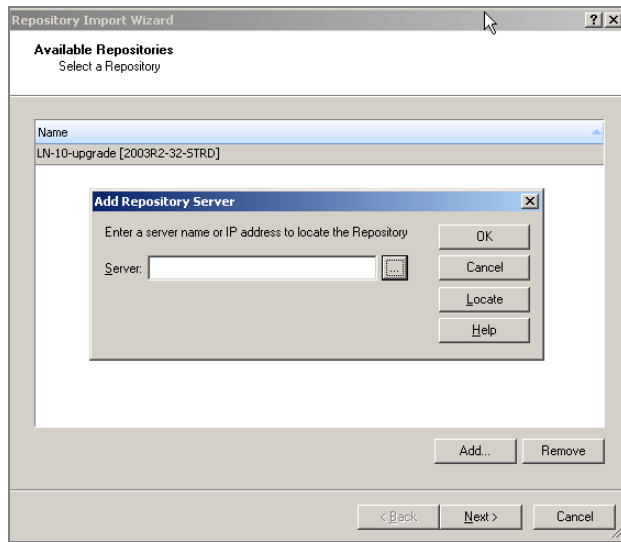 Repository Import Wizard
Available Repositories
Select a Repository
Name
LN-10-upgrade [2003R2-32-STRD]
Add Repository Server
Enter a server name or IP address to locate the Repository
Server:
...
OK
Cancel
Locate
Help
Add...
Remove
< Back
Next >
Cancel